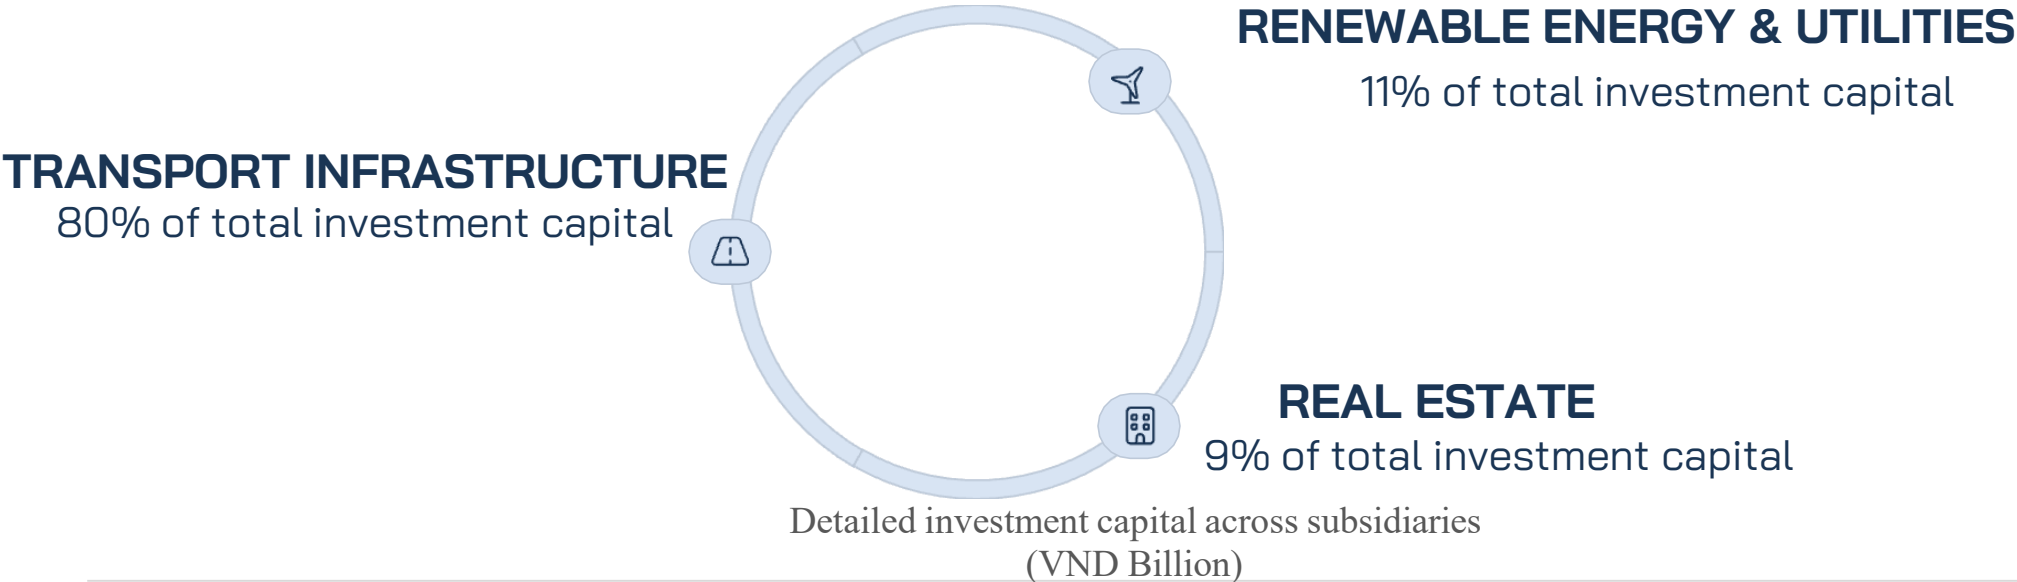 RENEWABLE ENERGY & UTILITIES
11% of total investment capital
TRANSPORT INFRASTRUCTURE
80% of total investment capital
REAL ESTATE
9% of total investment capital
Detailed investment capital across subsidiaries
(VND Billion)